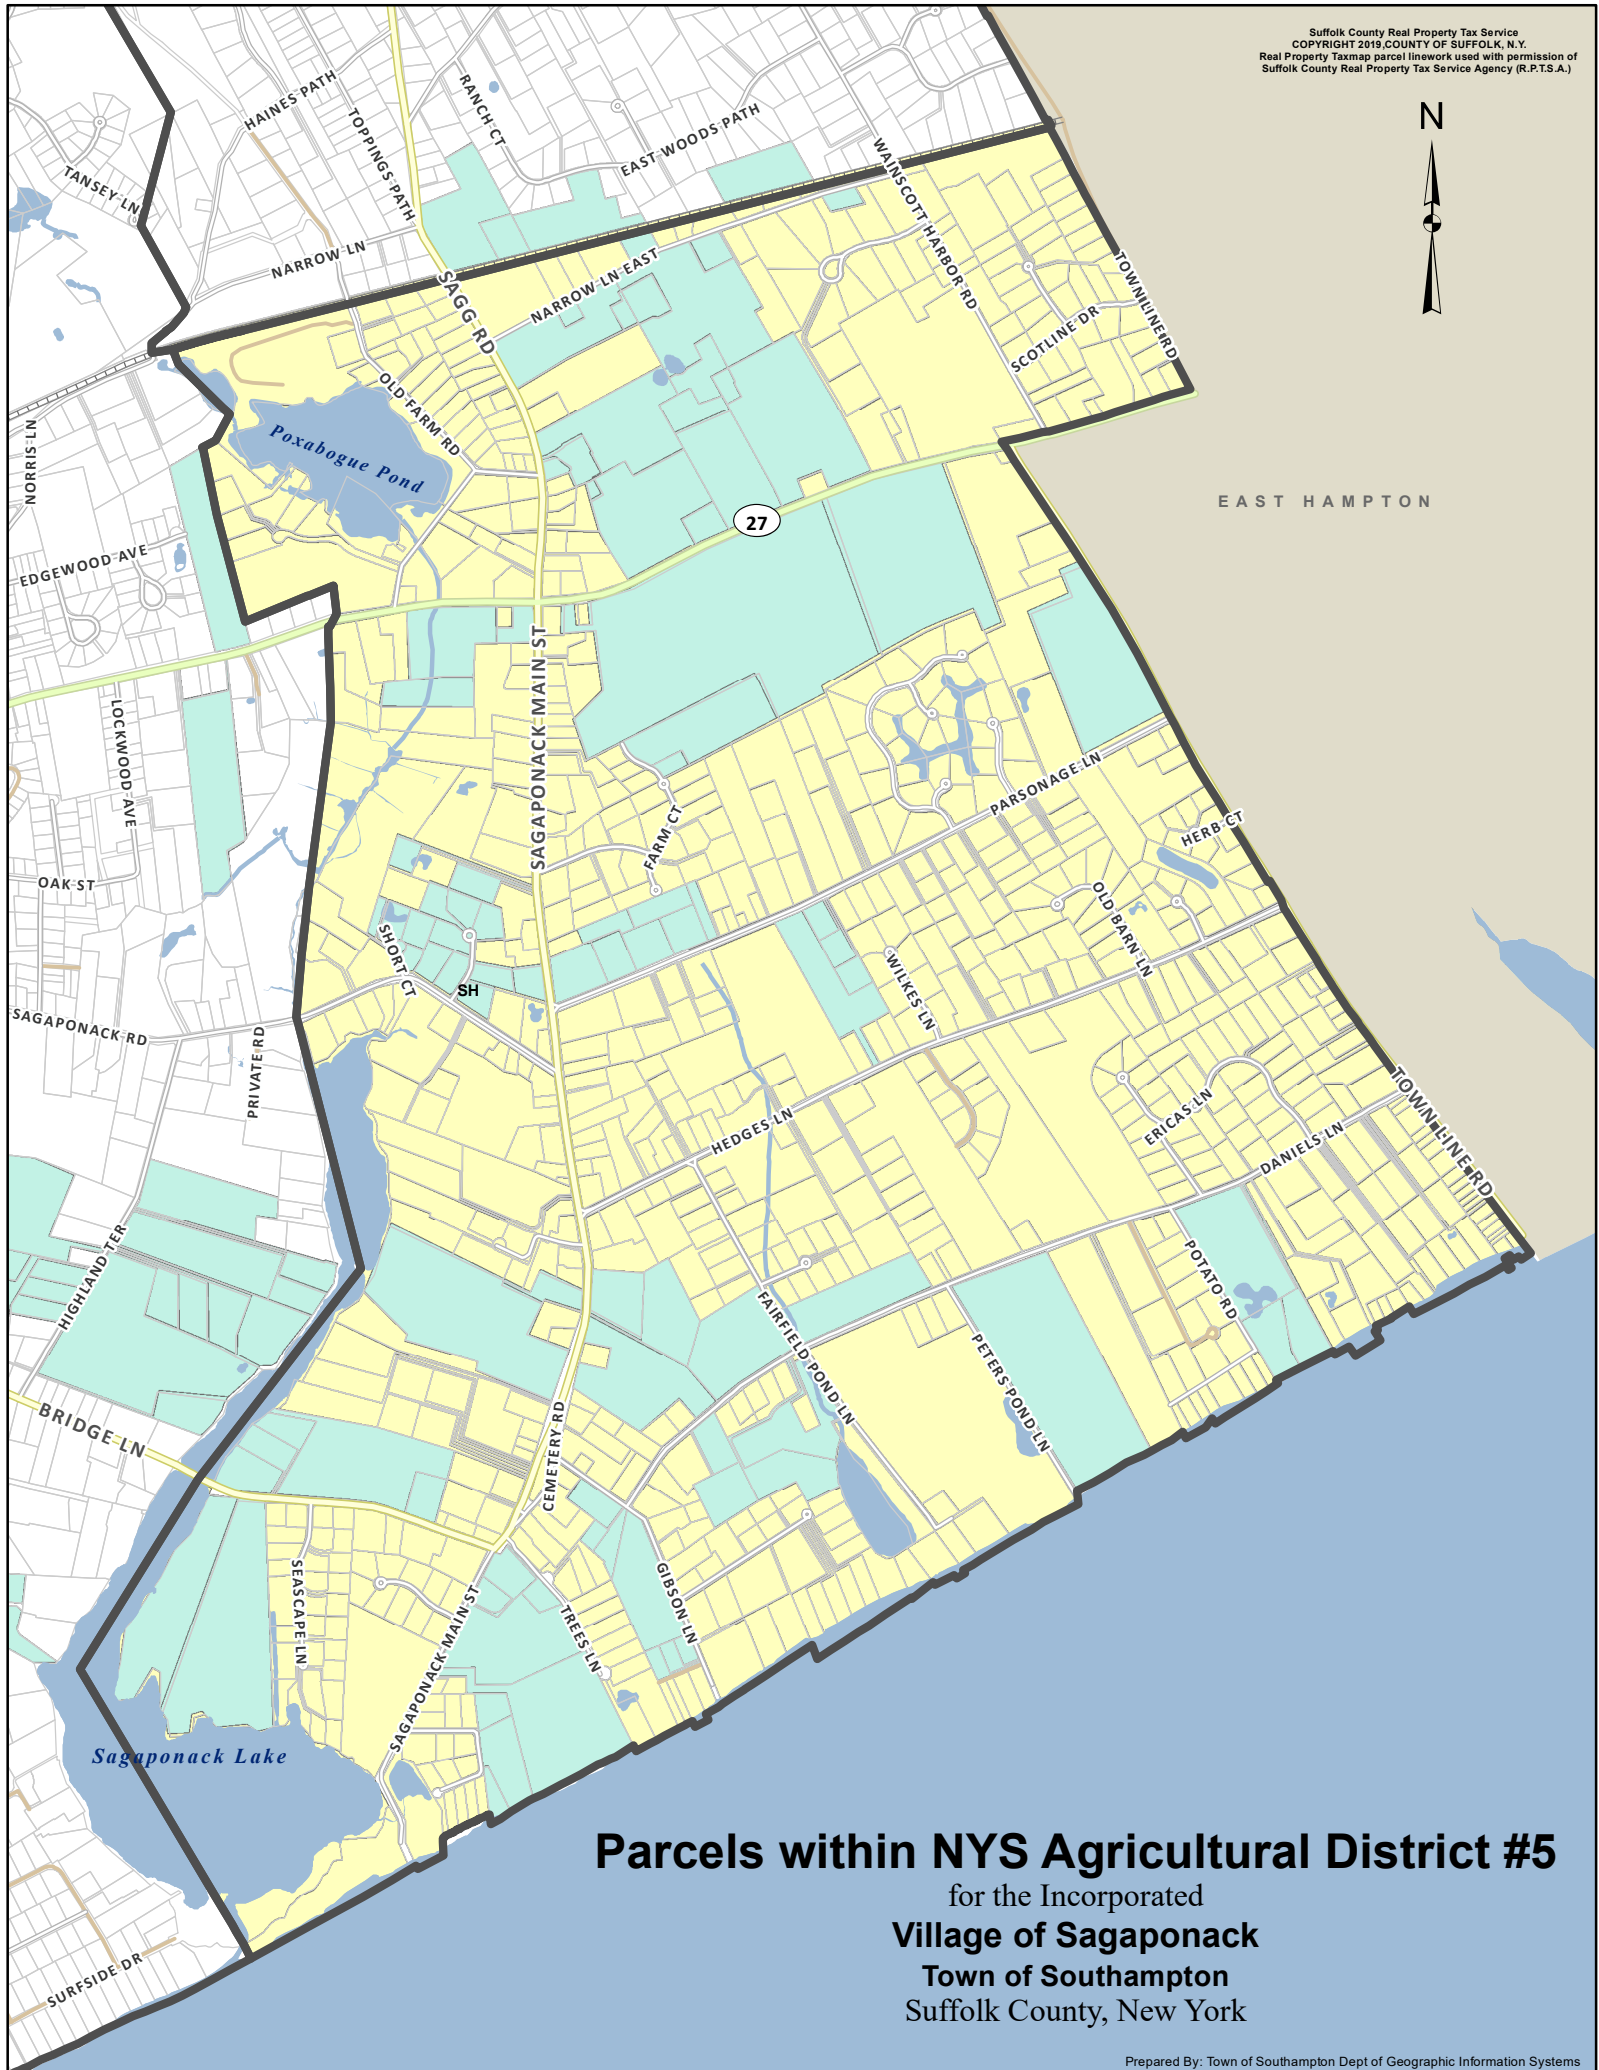 Suffolk County Real Property Tax Service
COPYRIGHT 2019,COUNTY OF SUFFOLK, N.Y.
Real Property Taxmap parcel linework used with permission of
Suffolk County Real Property Tax Service Agency (R.P.T.S.A.)
N
HAINES PATH
TOPPINGS PATH
RANCH CT
EAST WOODS PATH
WAINSCOTT HARBOR RD
TANSEY LN
NARROW LN
SAGG RD
NARROW LN EAST
TOWN LINE RD
SCOTLINE DR
OLD FARM RD
Poxabogue Pond
NORRIS LN
EAST HAMPTON
27
EDGEWOOD AVE
SAGAPONACK MAIN ST
LOCKWOOD AVE
PARSONAGE LN
HERB CT
FARM CT
OAK ST
OLD BARN LN
SHORT CT
WILKES LN
SH
SAGAPONACK RD
PRIVATE RD
TOWN LINE RD
HEDGES LN
ERICAS LN
DANIELS LN
HIGHLAND TER
POTATO RD
FAIRFIELD POND LN
PETERS POND LN
BRIDGE LN
CEMETERY RD
SEASCAPE LN
GIBSON LN
TREES LN
SAGAPONACK MAIN ST
Sagaponack Lake
SURFSIDE DR
Parcels within NYS Agricultural District #5
for the Incorporated
Village of Sagaponack
Town of Southampton
Suffolk County, New York
Prepared By: Town of Southampton Dept of Geographic Information Systems